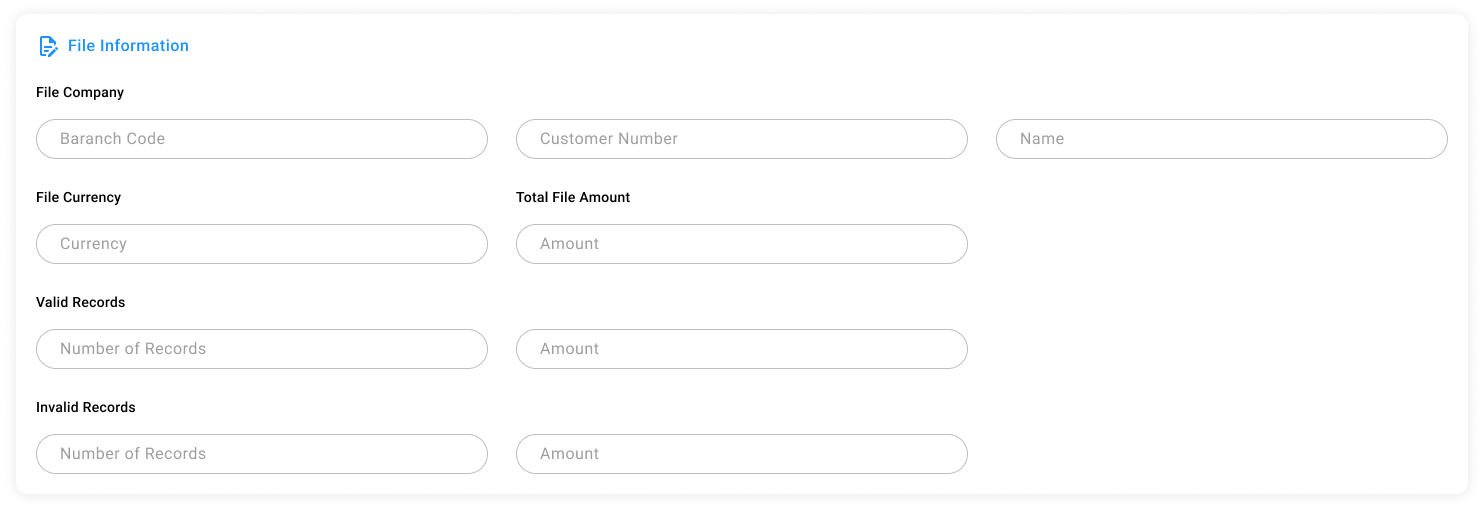 File Information
File Company
Baranch Code
Customer Number
Name
File Currency
Total File Amount
Currency
Amount
Valid Records
Number of Records
Amount
Invalid Records
Number of Records
Amount